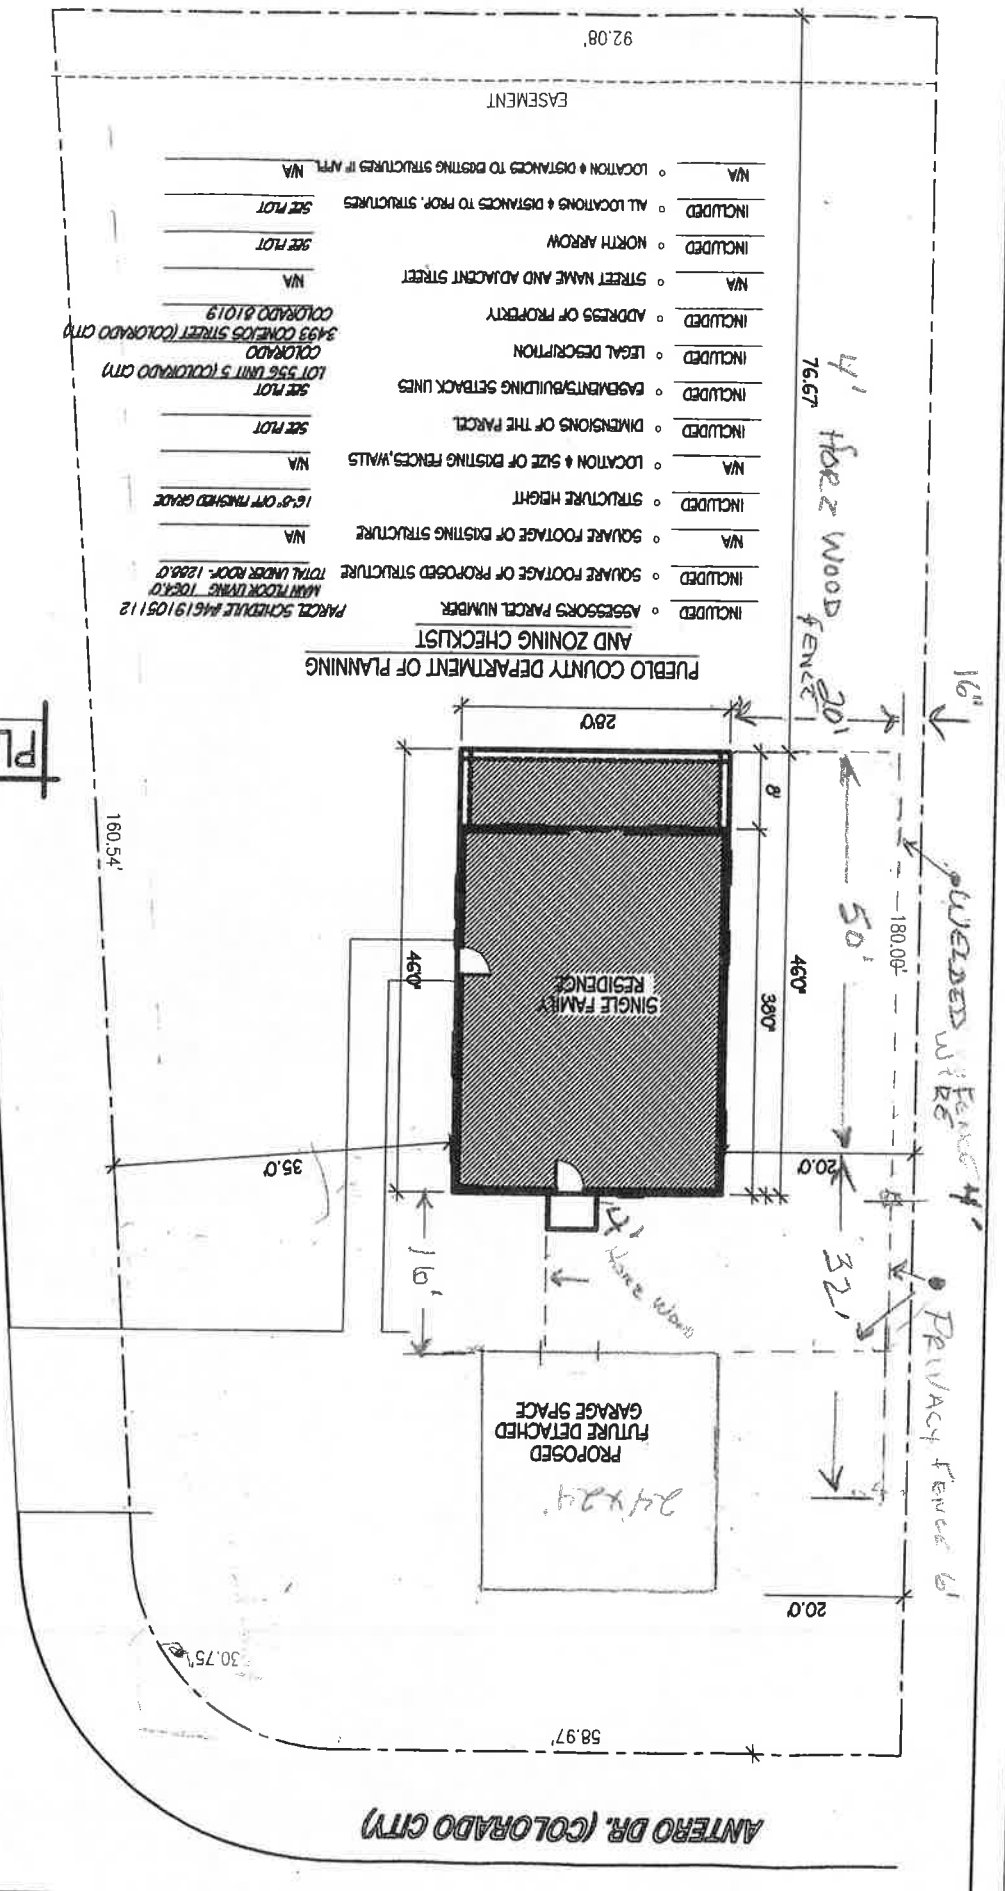 ANTERO DR. (COLORADO CITY)
58.97'
30.75'
20.0'
PRIVACY FENCE 6'
24x24'
PROPOSED
FUTURE DETACHED
GARAGE SPACE
16'
32'
4'
HORZ WOOD
35.0'
20.0'
WELDED WIRE
FENCE 4'
SINGLE FAMILY
RESIDENCE
46'0"
38'0"
46'0"
180.00'
50'
160.54'
8'
28'0"
20'
16"
PL
4' HORZ WOOD FENCE
76.67'
PUEBLO COUNTY DEPARTMENT OF PLANNING
AND ZONING CHECKLIST
INCLUDED ○ ASSESSORS PARCEL NUMBER PARCEL SCHEDULE #4619105112
INCLUDED ○ SQUARE FOOTAGE OF PROPOSED STRUCTURE MAIN FLOOR LIVING 1064.0
TOTAL UNDER ROOF- 1288.0
N/A ○ SQUARE FOOTAGE OF EXISTING STRUCTURE N/A
INCLUDED ○ STRUCTURE HEIGHT 16'-8" OFF FINISHED GRADE
N/A ○ LOCATION & SIZE OF EXISTING FENCES,WALLS N/A
INCLUDED ○ DIMENSIONS OF THE PARCEL SEE PLOT
INCLUDED ○ EASEMENTS/BUILDING SETBACK LINES SEE PLOT
INCLUDED ○ LEGAL DESCRIPTION LOT 556 UNIT 5 (COLORADO CITY)
COLORADO
INCLUDED ○ ADDRESS OF PROPERTY 3493 CONEJOS STREET (COLORADO CITY)
COLORADO 81019
N/A ○ STREET NAME AND ADJACENT STREET N/A
INCLUDED ○ NORTH ARROW SEE PLOT
INCLUDED ○ ALL LOCATIONS & DISTANCES TO PROP. STRUCTURES SEE PLOT
N/A ○ LOCATION & DISTANCES TO EXISTING STRUCTURES IF APPL N/A
EASEMENT
92.08'